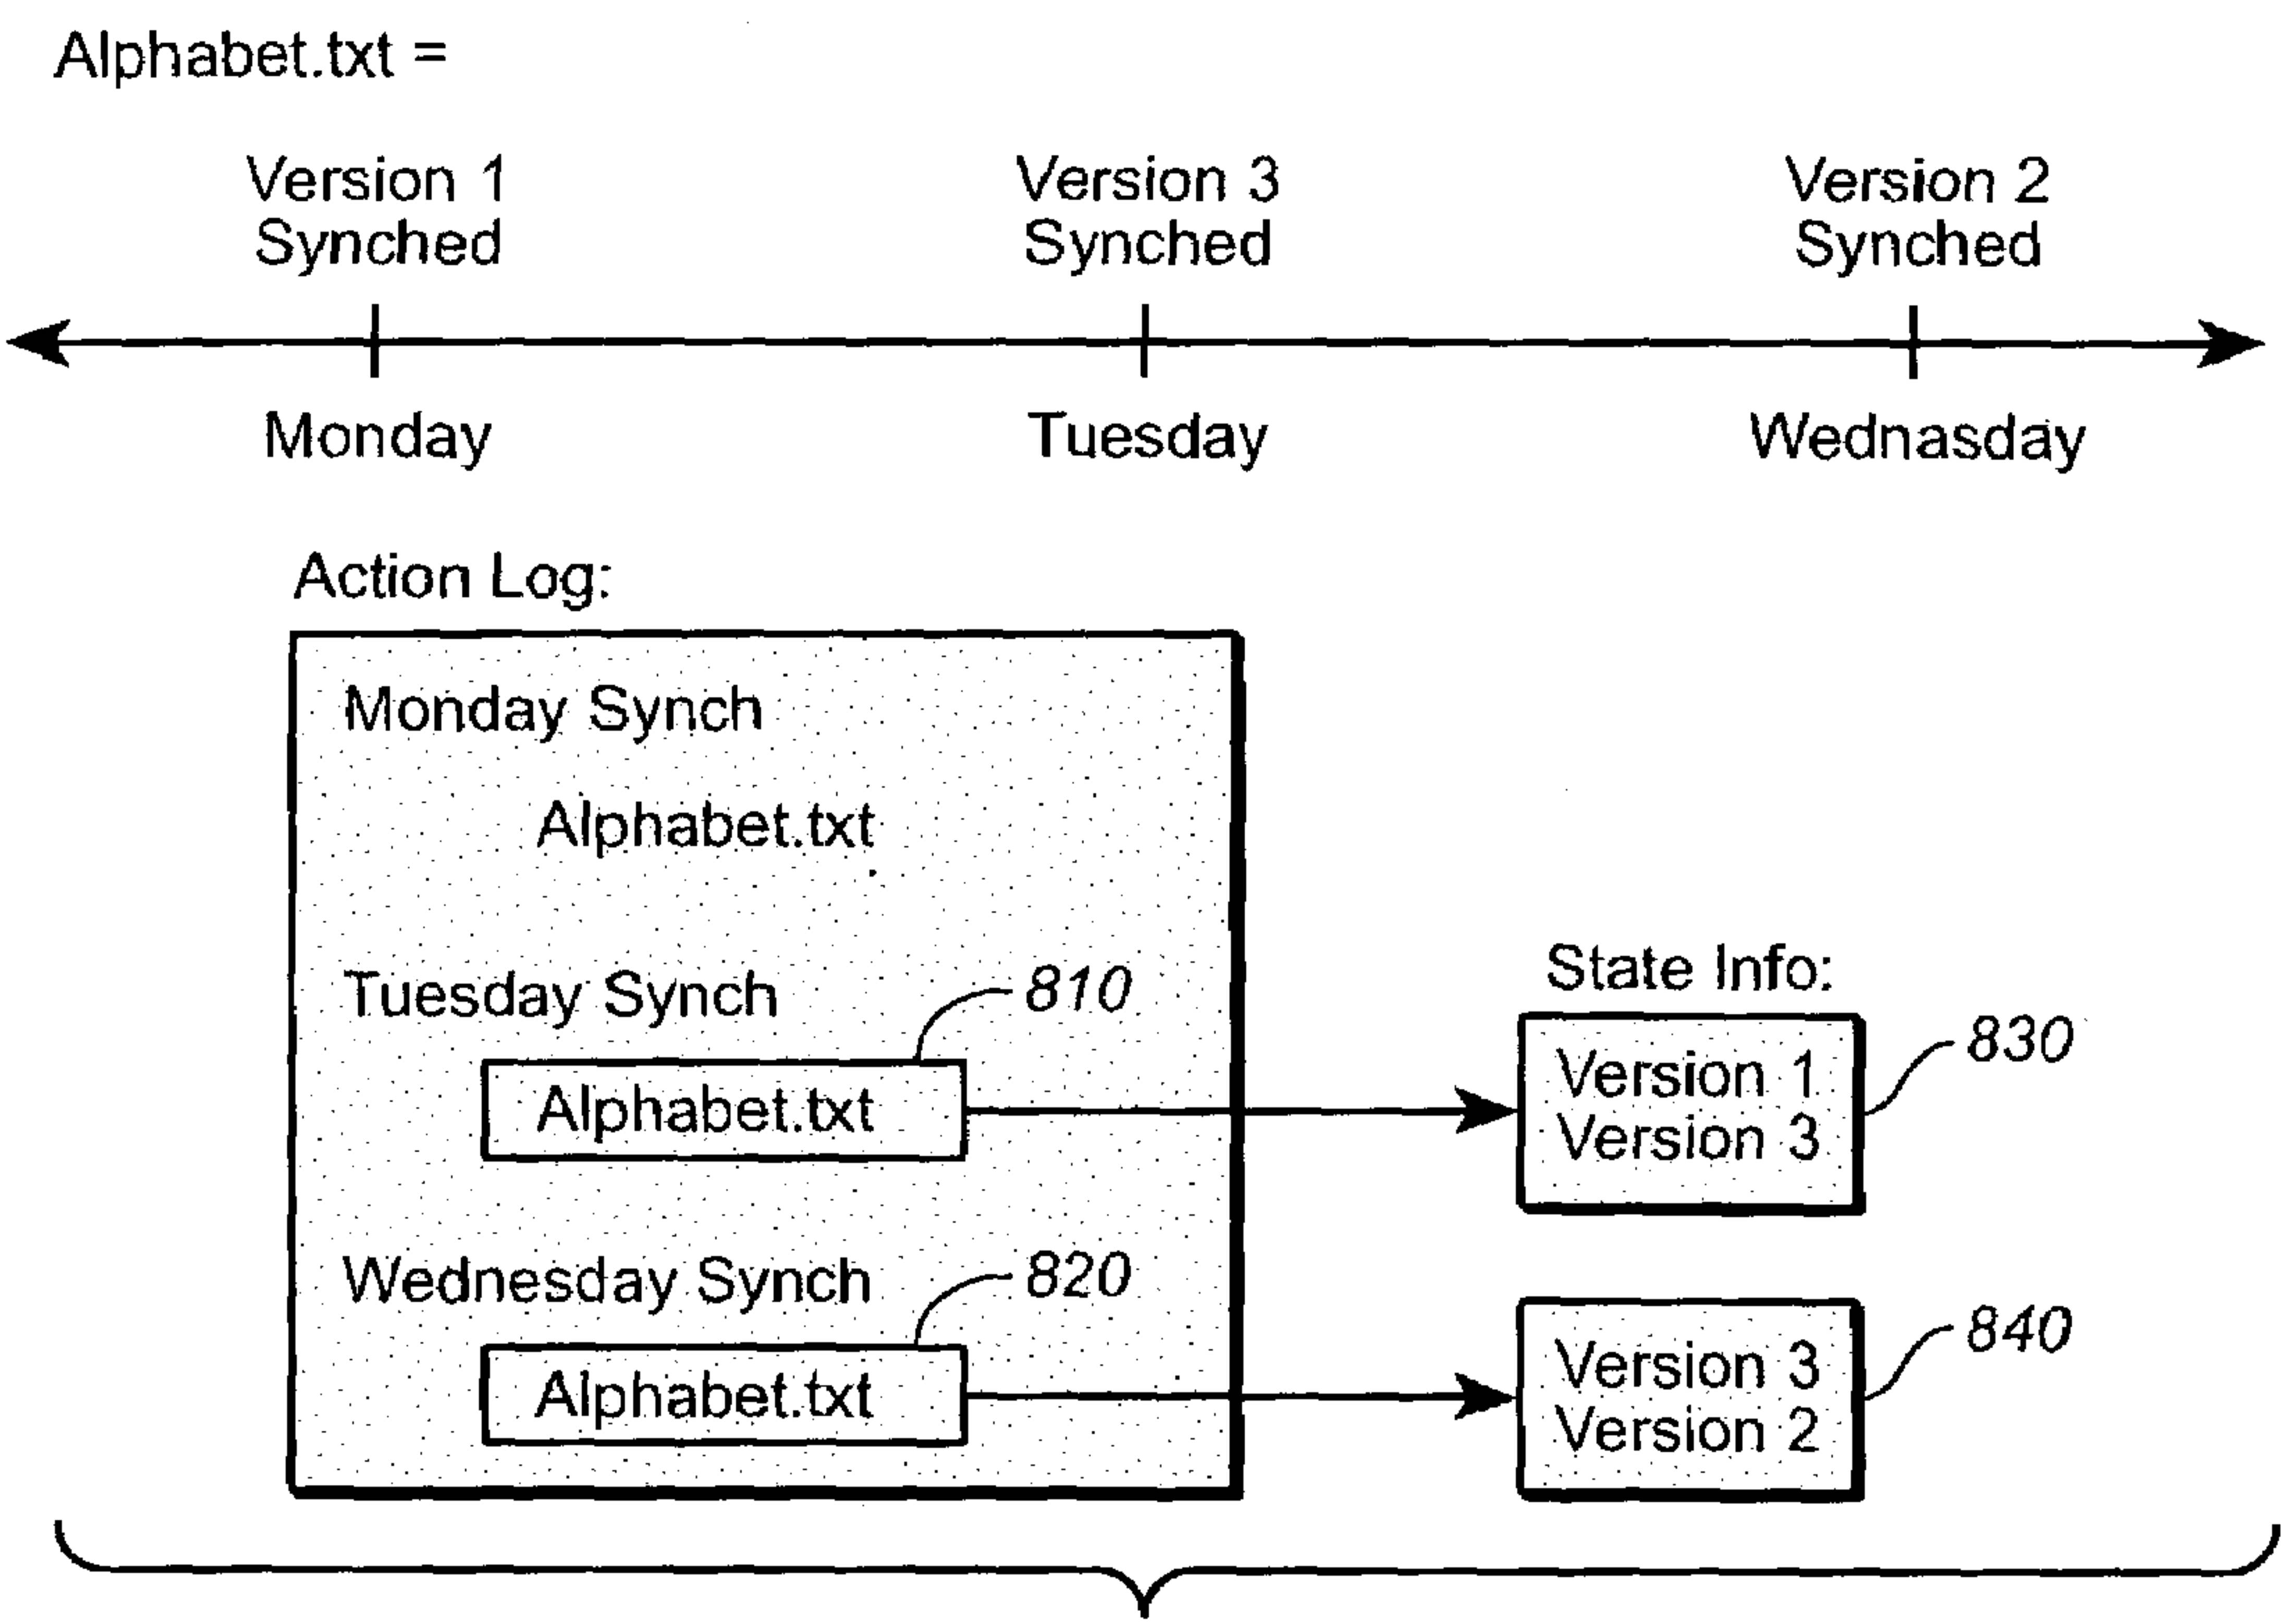 Alphabet.txt =
Version 1
Synched
Version 3
Synched
Version 2
Synched
Monday
Tuesday
Wednasday
Action Log:
Monday Synch
Alphabet.txt
Tuesday Synch
810
Alphabet.txt
Wednesday Synch
820
Alphabet.txt
State Info:
Version 1
Version 3
830
Version 3
Version 2
840